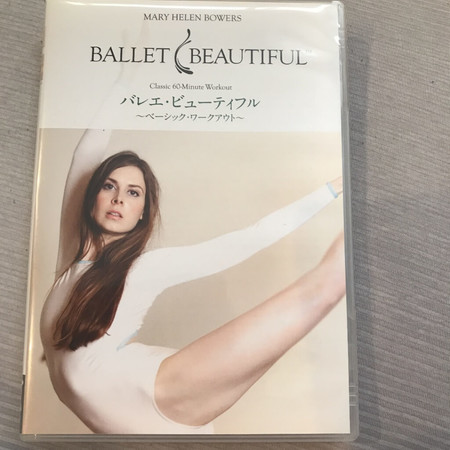 MARY HELEN BOWERS
BALLET BEAUTIFUL
Classic 60-Minute Workout
バレエ・ビューティフル
～ベーシック・ワークアウト～